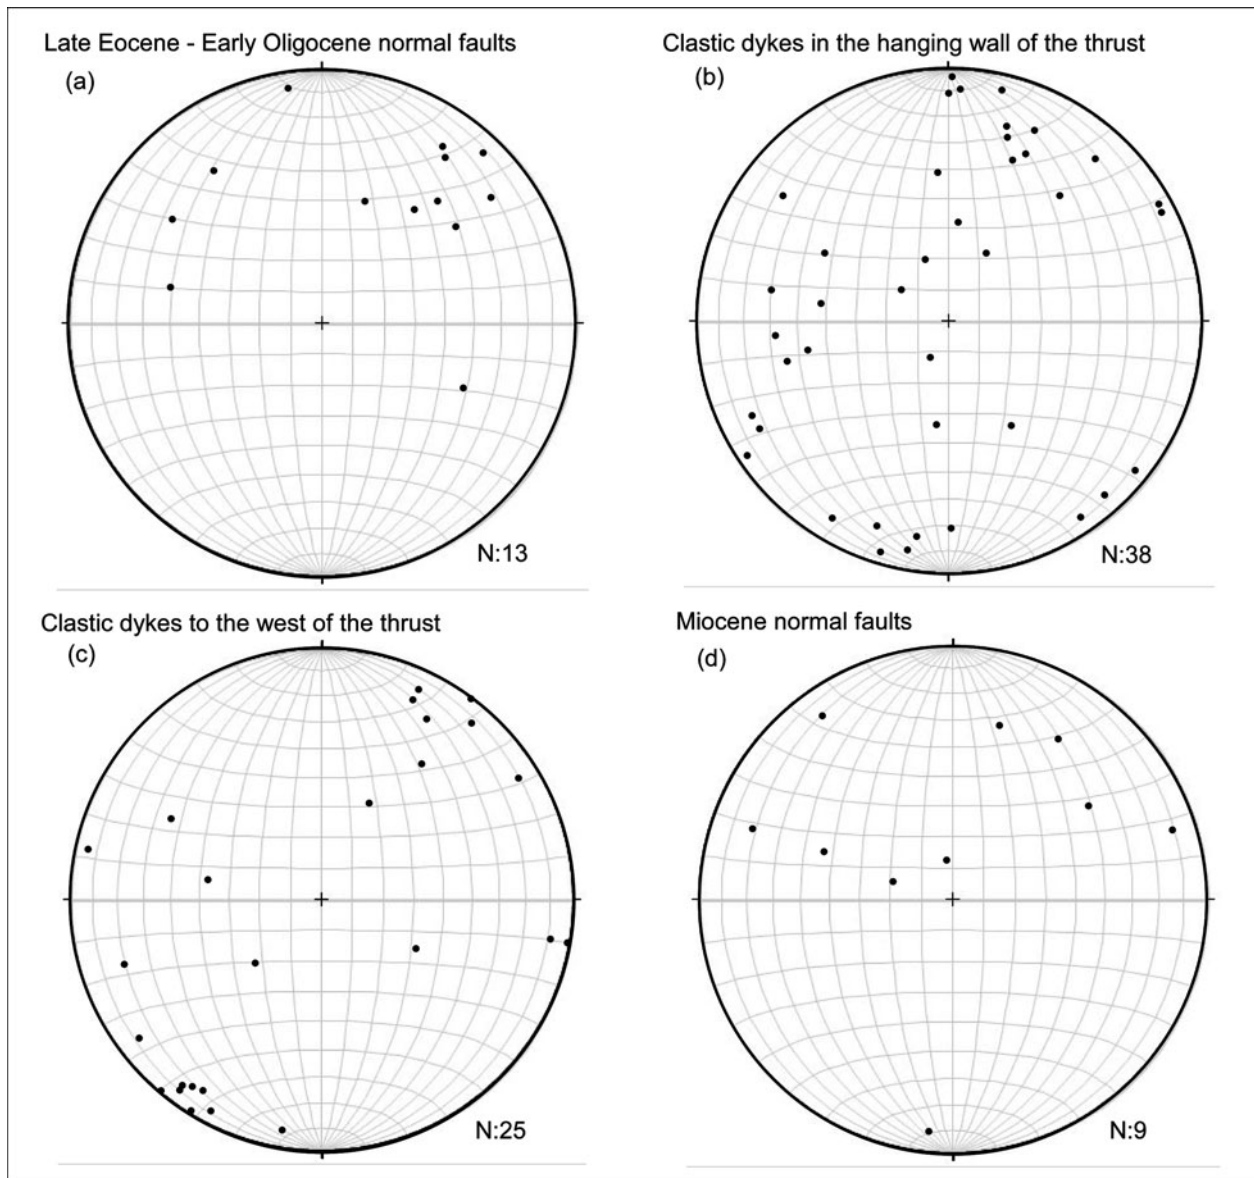 Late Eocene - Early Oligocene normal faults
(a)
N:13
Clastic dykes in the hanging wall of the thrust
(b)
N:38
Clastic dykes to the west of the thrust
(c)
N:25
Miocene normal faults
(d)
N:9